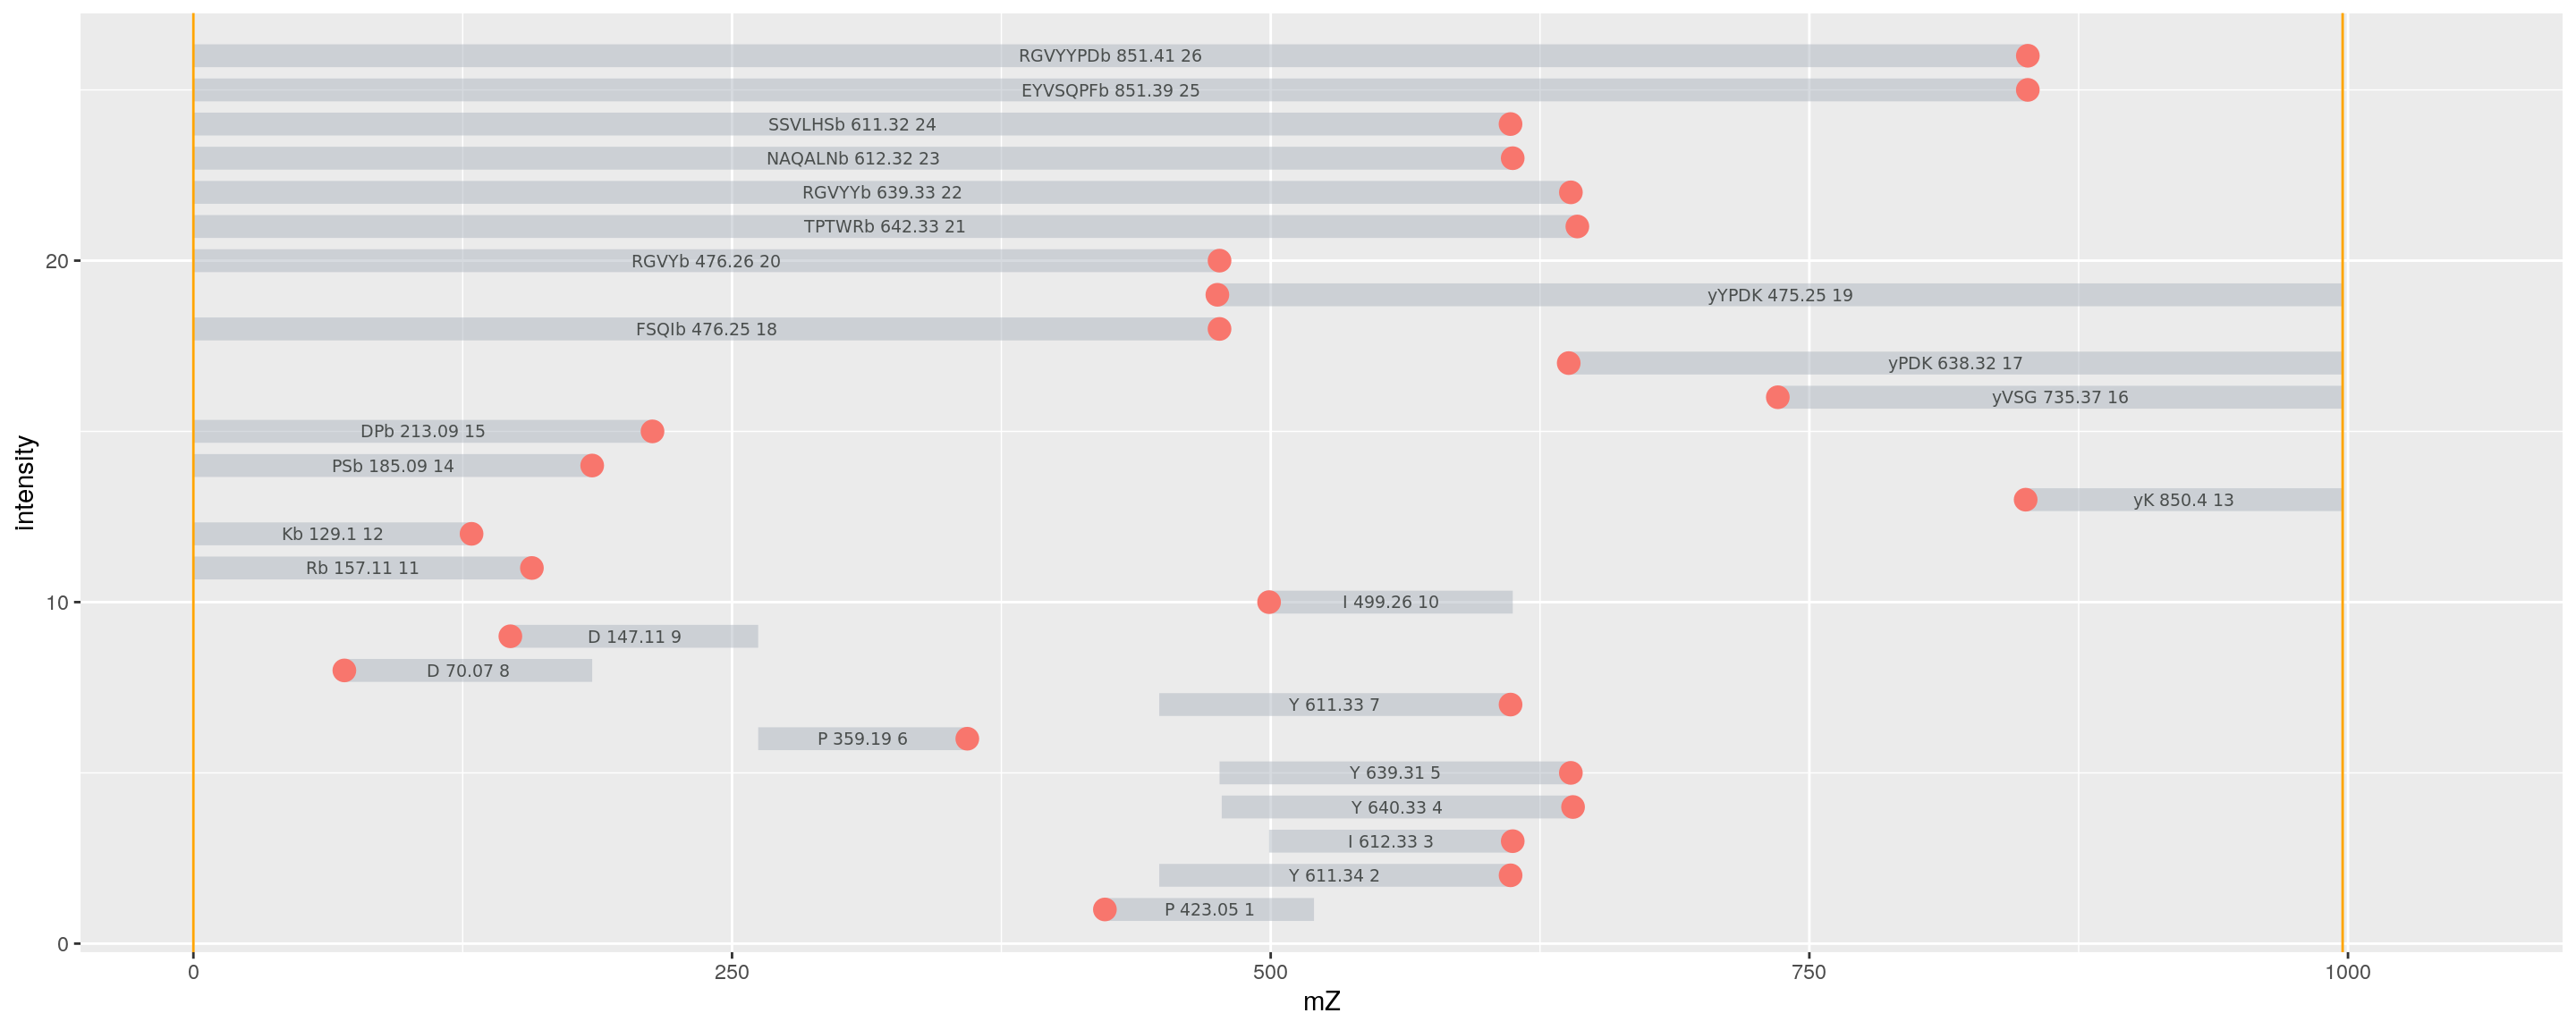 RGVYYPDb 851.41 26
EYVSQPFb 851.39 25
SSVLHSb 611.32 24
NAQALNb 612.32 23
RGVYYb 639.33 22
TPTWRb 642.33 21
RGVYb 476.26 20
yYPDK 475.25 19
FSQIb 476.25 18
yPDK 638.32 17
yVSG 735.37 16
DPb 213.09 15
PSb 185.09 14
yK 850.4 13
Kb 129.1 12
Rb 157.11 11
I 499.26 10
D 147.11 9
D 70.07 8
Y 611.33 7
P 359.19 6
Y 639.31 5
Y 640.33 4
I 612.33 3
Y 611.34 2
P 423.05 1
20
10
0
intensity
0 250 500 750 1000
mZ